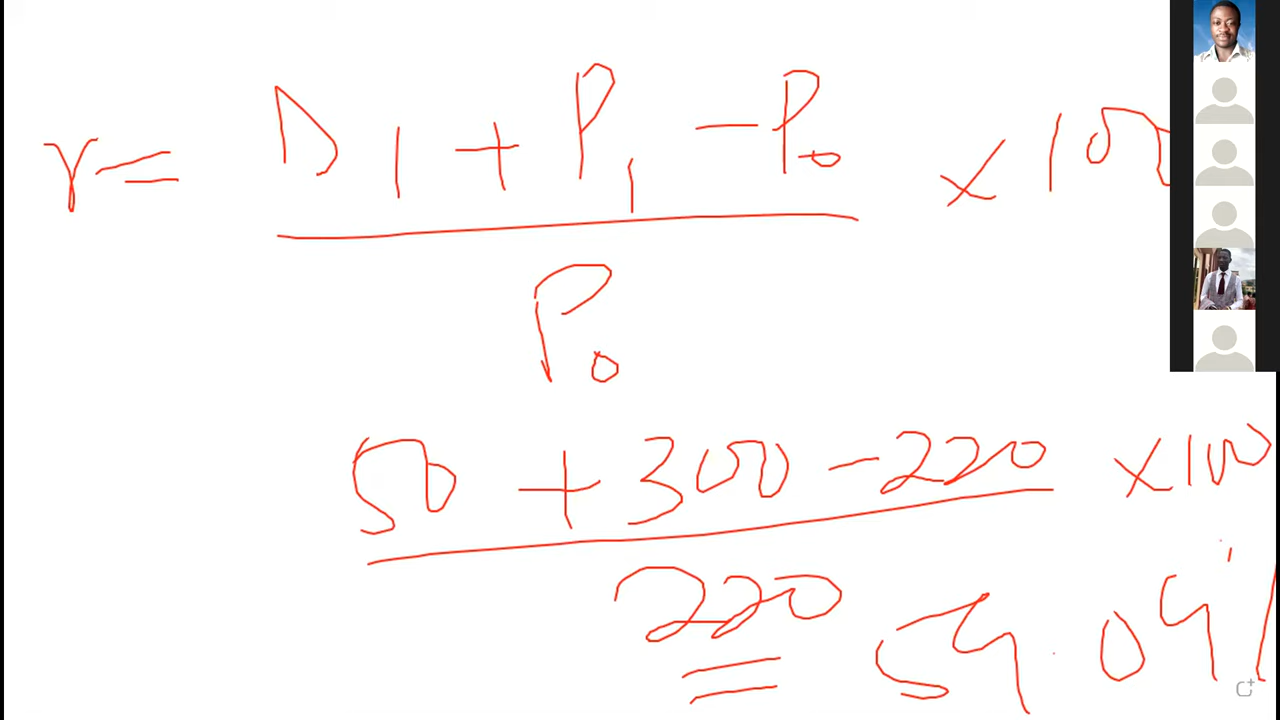 r = D1 + P1 - P0 × 100
P0
50 + 300 - 220 × 100
220
= 59.09%